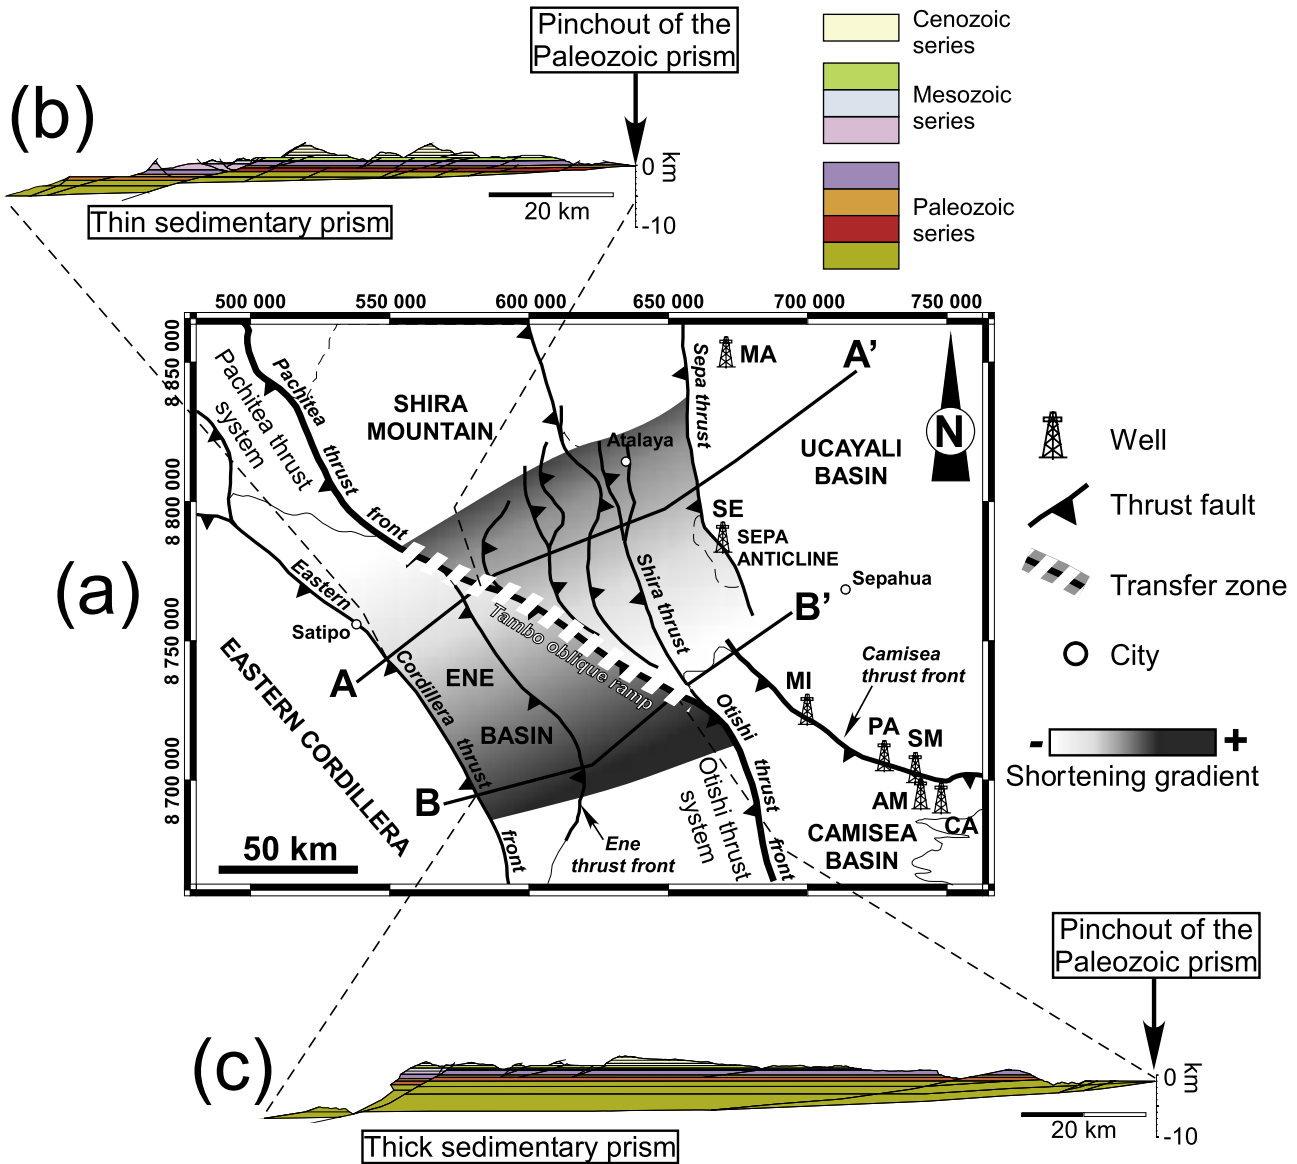 Pinchout of the
Paleozoic prism
Cenozoic
series
Mesozoic
series
Paleozoic
series
(b)
0
km
-10
20 km
Thin sedimentary prism
500 000
550 000
600 000
650 000
700 000
750 000
8 850 000
8 800 000
8 750 000
8 700 000
(a)
Pachitea thrust
system
Pachitea
thrust
front
SHIRA
MOUNTAIN
Sepa thrust
MA
A’
N
UCAYALI
BASIN
Atalaya
SE
SEPA
ANTICLINE
Sepahua
Eastern
Satipo
Cordillera
thrust
front
EASTERN CORDILLERA
A
B
ENE
BASIN
Tambo oblique ramp
Shira thrust
B’
Camisea
thrust front
MI
PA
SM
AM
CA
CAMISEA
BASIN
Otishi
thrust
front
Otishi thrust
system
Ene
thrust front
50 km
Well
Thrust fault
Transfer zone
City
-
+
Shortening gradient
Pinchout of the
Paleozoic prism
(c)
0
km
-10
20 km
Thick sedimentary prism